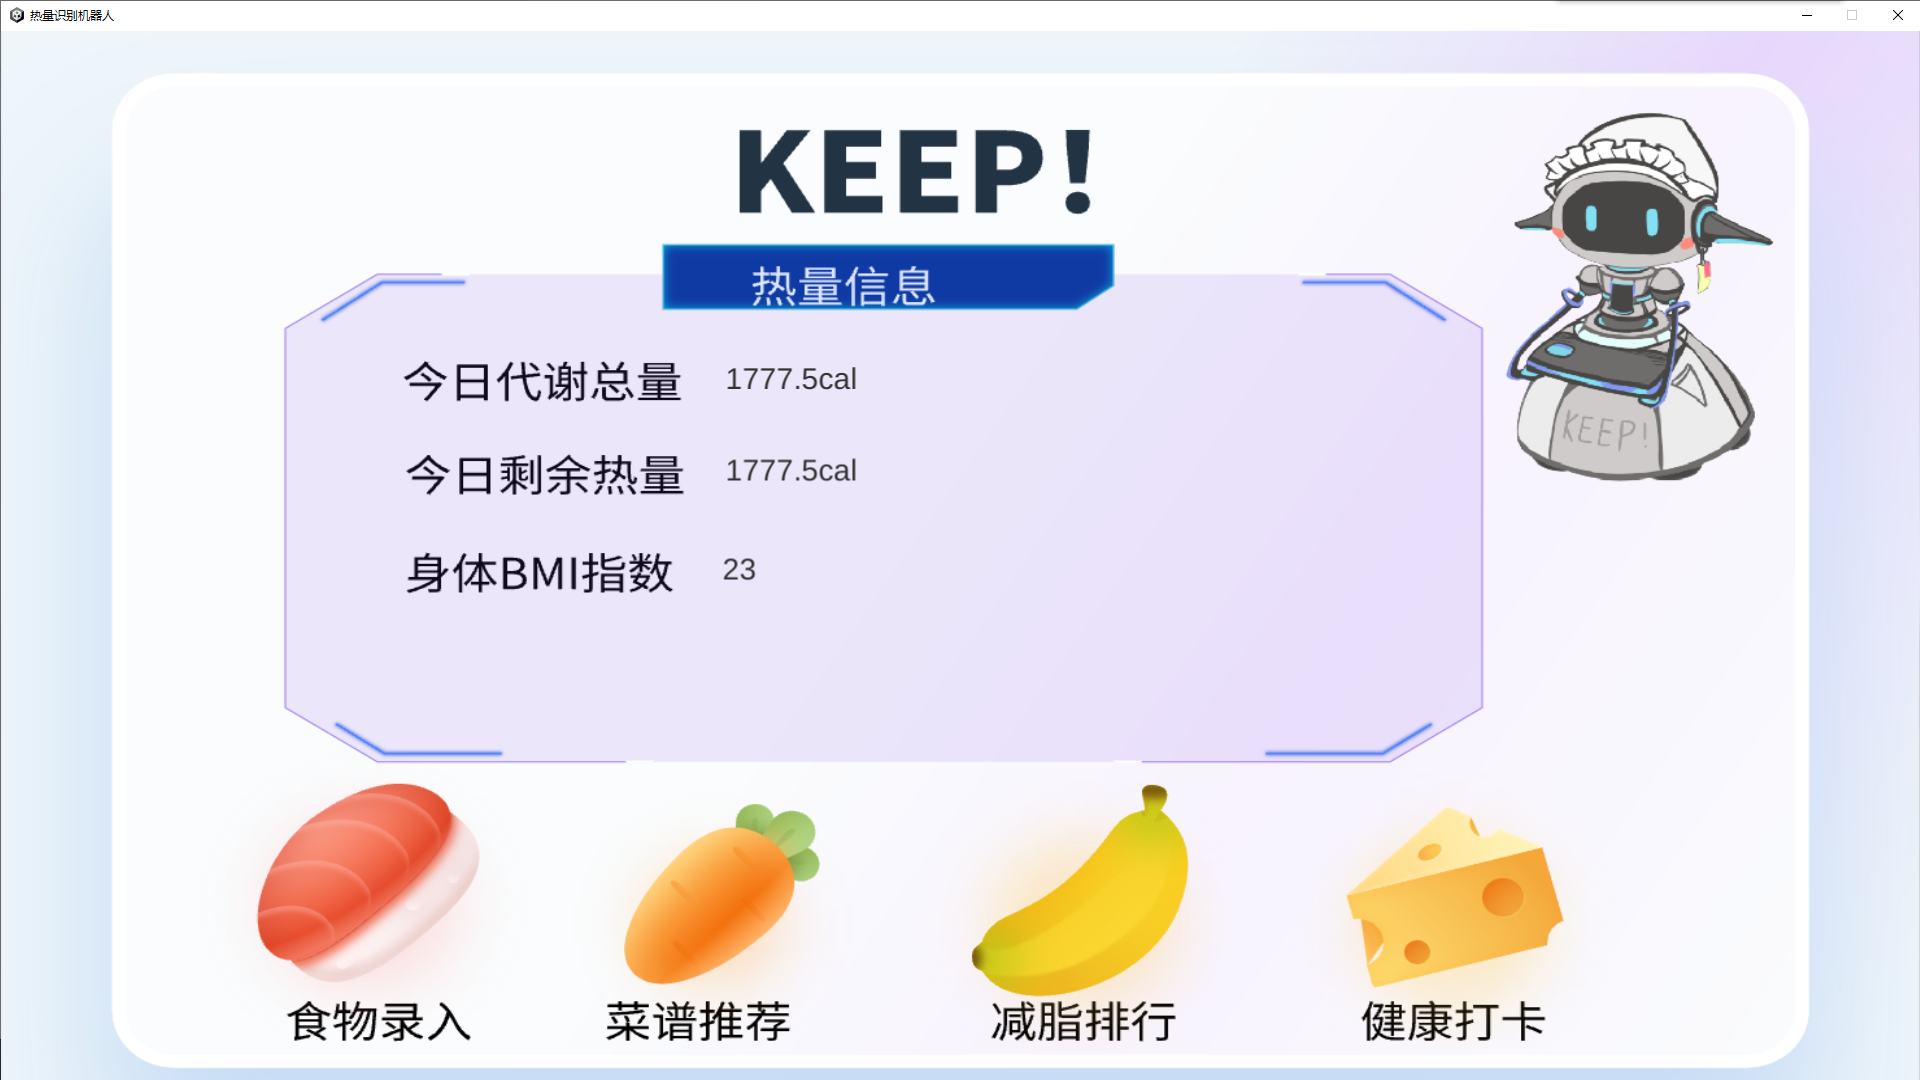 热量识别机器人
KEEP!
热量信息
今日代谢总量 1777.5cal
今日剩余热量 1777.5cal
身体BMI指数 23
KEEP!
食物录入 菜谱推荐 减脂排行 健康打卡